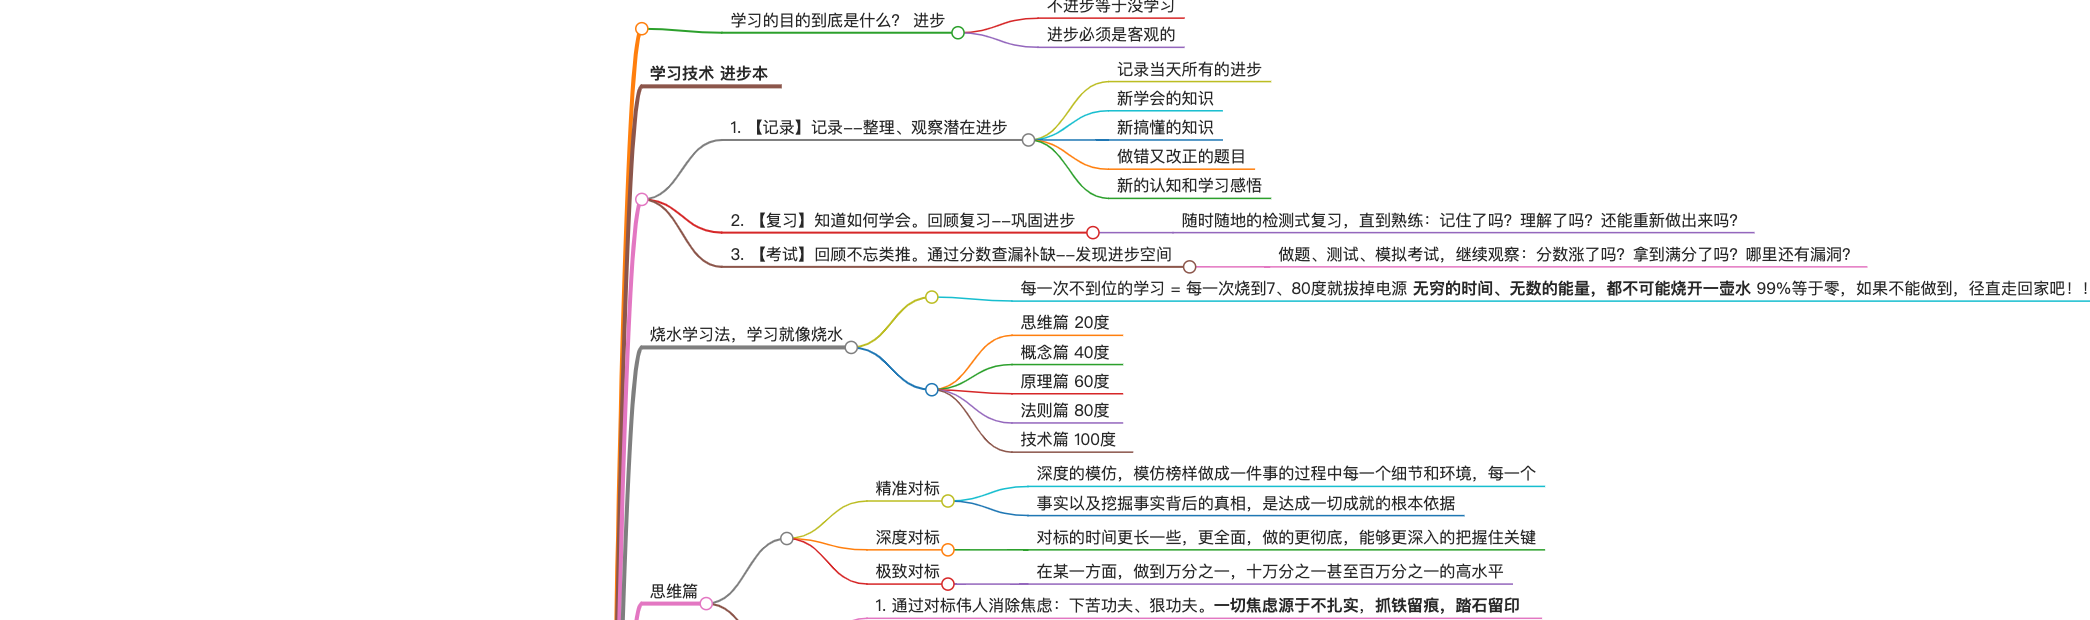 不进步等于没学习
学习的目的到底是什么？ 进步
进步必须是客观的
学习技术 进步本
记录当天所有的进步
新学会的知识
1. 【记录】记录--整理、观察潜在进步
新搞懂的知识
做错又改正的题目
新的认知和学习感悟
2. 【复习】知道如何学会。回顾复习--巩固进步
随时随地的检测式复习，直到熟练：记住了吗？理解了吗？还能重新做出来吗？
3. 【考试】回顾不忘类推。通过分数查漏补缺--发现进步空间
做题、测试、模拟考试，继续观察：分数涨了吗？拿到满分了吗？哪里还有漏洞？
每一次不到位的学习 = 每一次烧到7、80度就拔掉电源 无穷的时间、无数的能量，都不可能烧开一壶水 99%等于零，如果不能做到，径直走回家吧！！
烧水学习法，学习就像烧水
思维篇 20度
概念篇 40度
原理篇 60度
法则篇 80度
技术篇 100度
精准对标
深度的模仿，模仿榜样做成一件事的过程中每一个细节和环境，每一个
事实以及挖掘事实背后的真相，是达成一切成就的根本依据
深度对标
对标的时间更长一些，更全面，做的更彻底，能够更深入的把握住关键
极致对标
在某一方面，做到万分之一，十万分之一甚至百万分之一的高水平
思维篇
1. 通过对标伟人消除焦虑：下苦功夫、狠功夫。一切焦虑源于不扎实，抓铁留痕，踏石留印